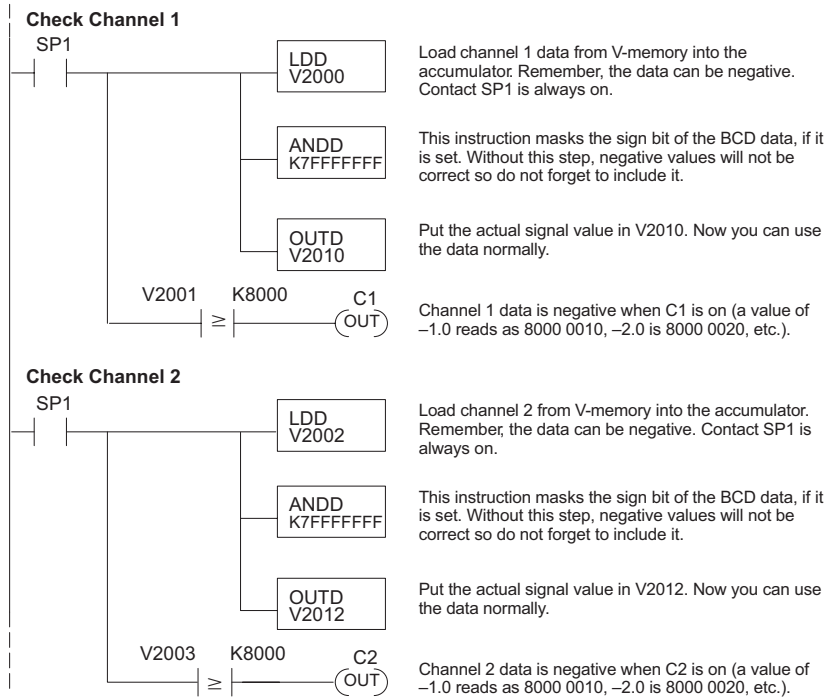 Check Channel 1
SP1
LDD
V2000
Load channel 1 data from V-memory into the
accumulator. Remember, the data can be negative.
Contact SP1 is always on.
ANDD
K7FFFFFFF
This instruction masks the sign bit of the BCD data, if it
is set. Without this step, negative values will not be
correct so do not forget to include it.
OUTD
V2010
Put the actual signal value in V2010. Now you can use
the data normally.
V2001 K8000 C1
≥ OUT
Channel 1 data is negative when C1 is on (a value of
–1.0 reads as 8000 0010, –2.0 is 8000 0020, etc.).
Check Channel 2
SP1
LDD
V2002
Load channel 2 from V-memory into the accumulator.
Remember, the data can be negative. Contact SP1 is
always on.
ANDD
K7FFFFFFF
This instruction masks the sign bit of the BCD data, if it
is set. Without this step, negative values will not be
correct so do not forget to include it.
OUTD
V2012
Put the actual signal value in V2012. Now you can use
the data normally.
V2003 K8000 C2
≥ OUT
Channel 2 data is negative when C2 is on (a value of
–1.0 reads as 8000 0010, –2.0 is 8000 0020, etc.).